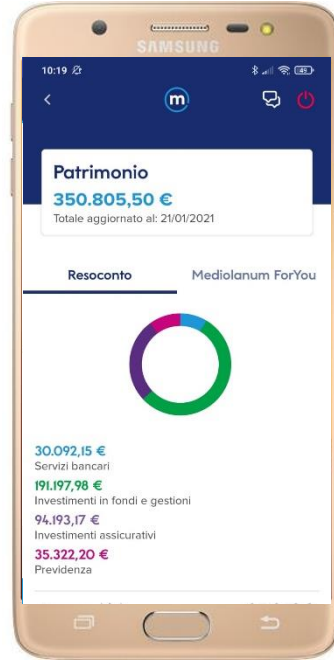 SAMSUNG
10:19
45
m
Patrimonio
350.805,50 €
Totale aggiornato al: 21/01/2021
Resoconto
Mediolanum ForYou
30.092,15 €
Servizi bancari
191.197,98 €
Investimenti in fondi e gestioni
94.193,17 €
Investimenti assicurativi
35.322,20 €
Previdenza